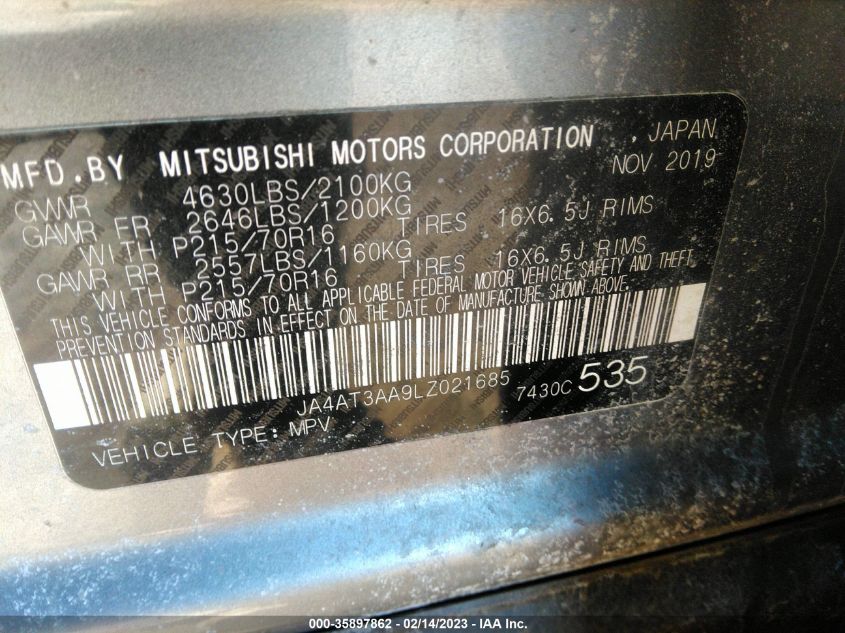 MFD.BY MITSUBISHI MOTORS CORPORATION, JAPAN
NOV 2019
GVWR 4630LBS/2100KG
GAWR FR 2646LBS/1200KG
WITH P215/70R16 TIRES 16X6.5J RIMS
GAWR RR 2557LBS/1160KG
WITH P215/70R16 TIRES 16X6.5J RIMS
THIS VEHICLE CONFORMS TO ALL APPLICABLE FEDERAL MOTOR VEHICLE SAFETY AND THEFT
PREVENTION STANDARDS IN EFFECT ON THE DATE OF MANUFACTURE SHOWN ABOVE.
JA4AT3AA9LZ021685 7430C 535
VEHICLE TYPE: MPV
000-35897862 - 02/14/2023 - IAA Inc.